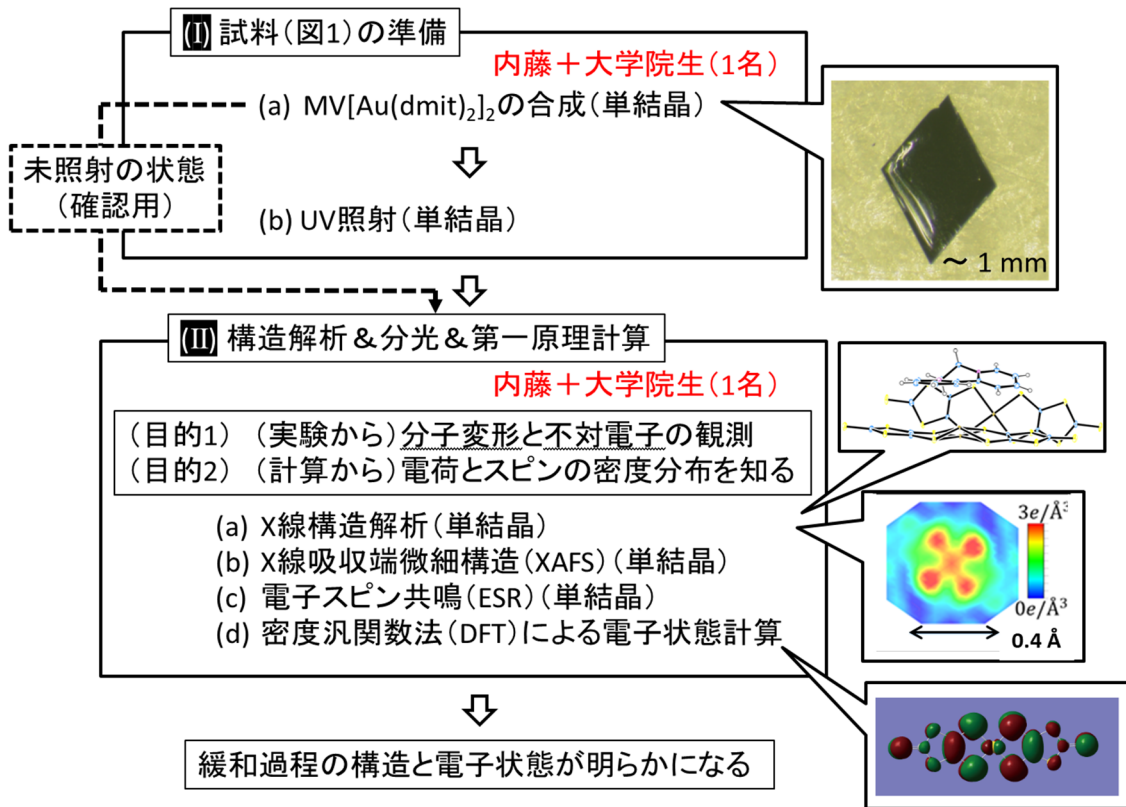 (I) 試料(図1)の準備
内藤+大学院生(1名)
(a) MV[Au(dmit)₂]₂の合成(単結晶)
未照射の状態
(確認用)
(b) UV照射(単結晶)
～ 1 mm
(II) 構造解析&分光&第一原理計算
内藤+大学院生(1名)
(目的1) (実験から)分子変形と不対電子の観測
(目的2) (計算から)電荷とスピンの密度分布を知る
(a) X線構造解析(単結晶)
(b) X線吸収端微細構造(XAFS)(単結晶)
(c) 電子スピン共鳴(ESR)(単結晶)
(d) 密度汎関数法(DFT)による電子状態計算
3e/Å³
0e/Å³
0.4 Å
緩和過程の構造と電子状態が明らかになる